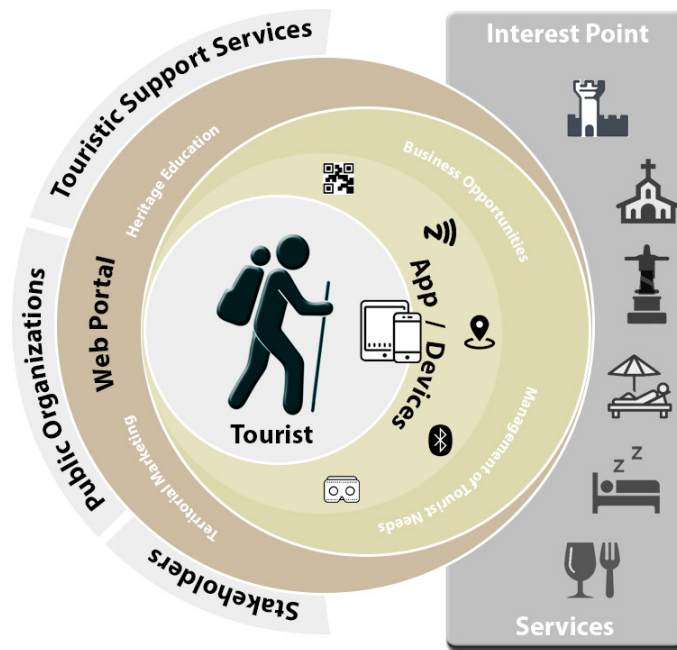 Touristic Support Services
Public Organizations
Stakeholders
Web Portal
Heritage Education
Territorial Marketing
Business Opportunities
Management of Tourist Needs
App / Devices
Tourist
Interest Point
z z
Services